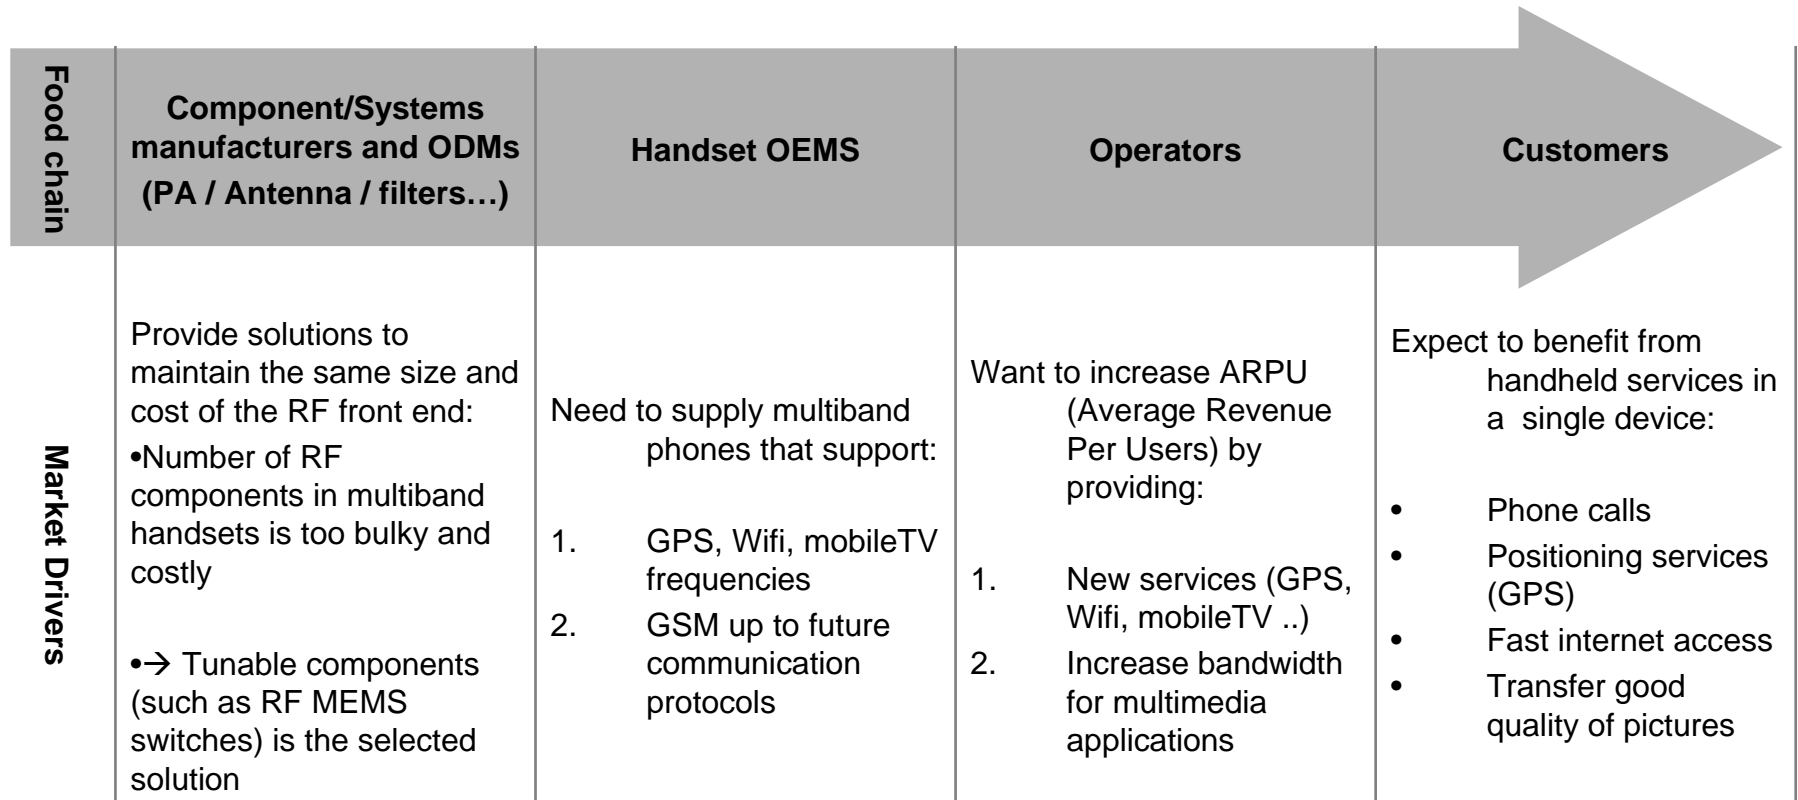 Food chain
Component/Systems
manufacturers and ODMs
(PA / Antenna / filters…)
Handset OEMS
Operators
Customers
Market Drivers
Provide solutions to
maintain the same size and
cost of the RF front end:
•Number of RF
components in multiband
handsets is too bulky and
costly
•→ Tunable components
(such as RF MEMS
switches) is the selected
solution
Need to supply multiband
phones that support:
1. GPS, Wifi, mobileTV
frequencies
2. GSM up to future
communication
protocols
Want to increase ARPU
(Average Revenue
Per Users) by
providing:
1. New services (GPS,
Wifi, mobileTV ..)
2. Increase bandwidth
for multimedia
applications
Expect to benefit from
handheld services in
a single device:
• Phone calls
• Positioning services
(GPS)
• Fast internet access
• Transfer good
quality of pictures